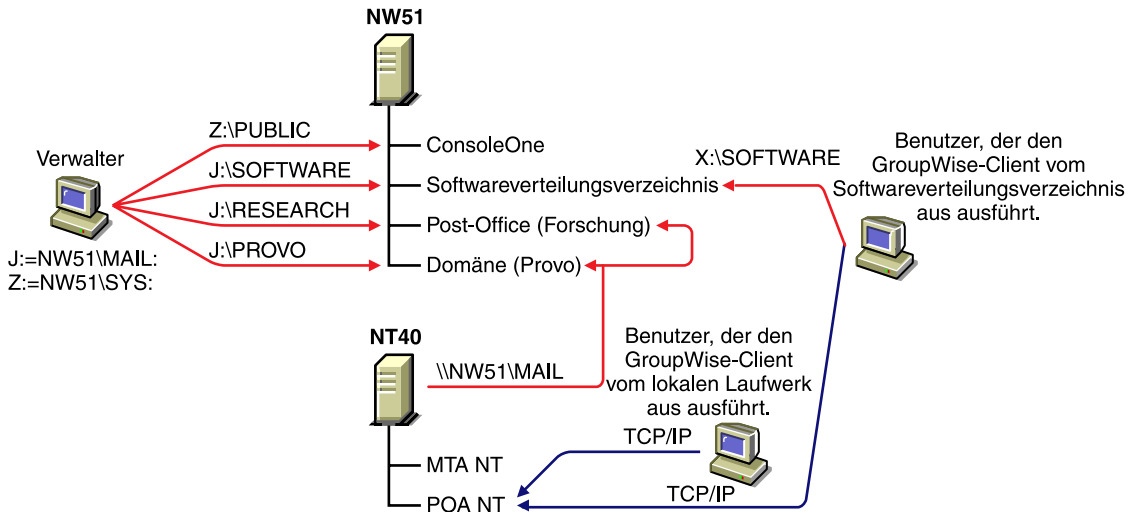 NW51
Z:\PUBLIC
ConsoleOne
Verwalter
J:\SOFTWARE
Softwareverteilungsverzeichnis
J:\RESEARCH
Post-Office (Forschung)
J:\PROVO
Domäne (Provo)
J:=NW51\MAIL:
Z:=NW51\SYS:
X:\SOFTWARE
Benutzer, der den
GroupWise-Client vom
Softwareverteilungsverzeichnis
aus ausführt.
NT40
\\NW51\MAIL
Benutzer, der den
GroupWise-Client
vom lokalen Laufwerk
aus ausführt.
TCP/IP
MTA NT
TCP/IP
POA NT